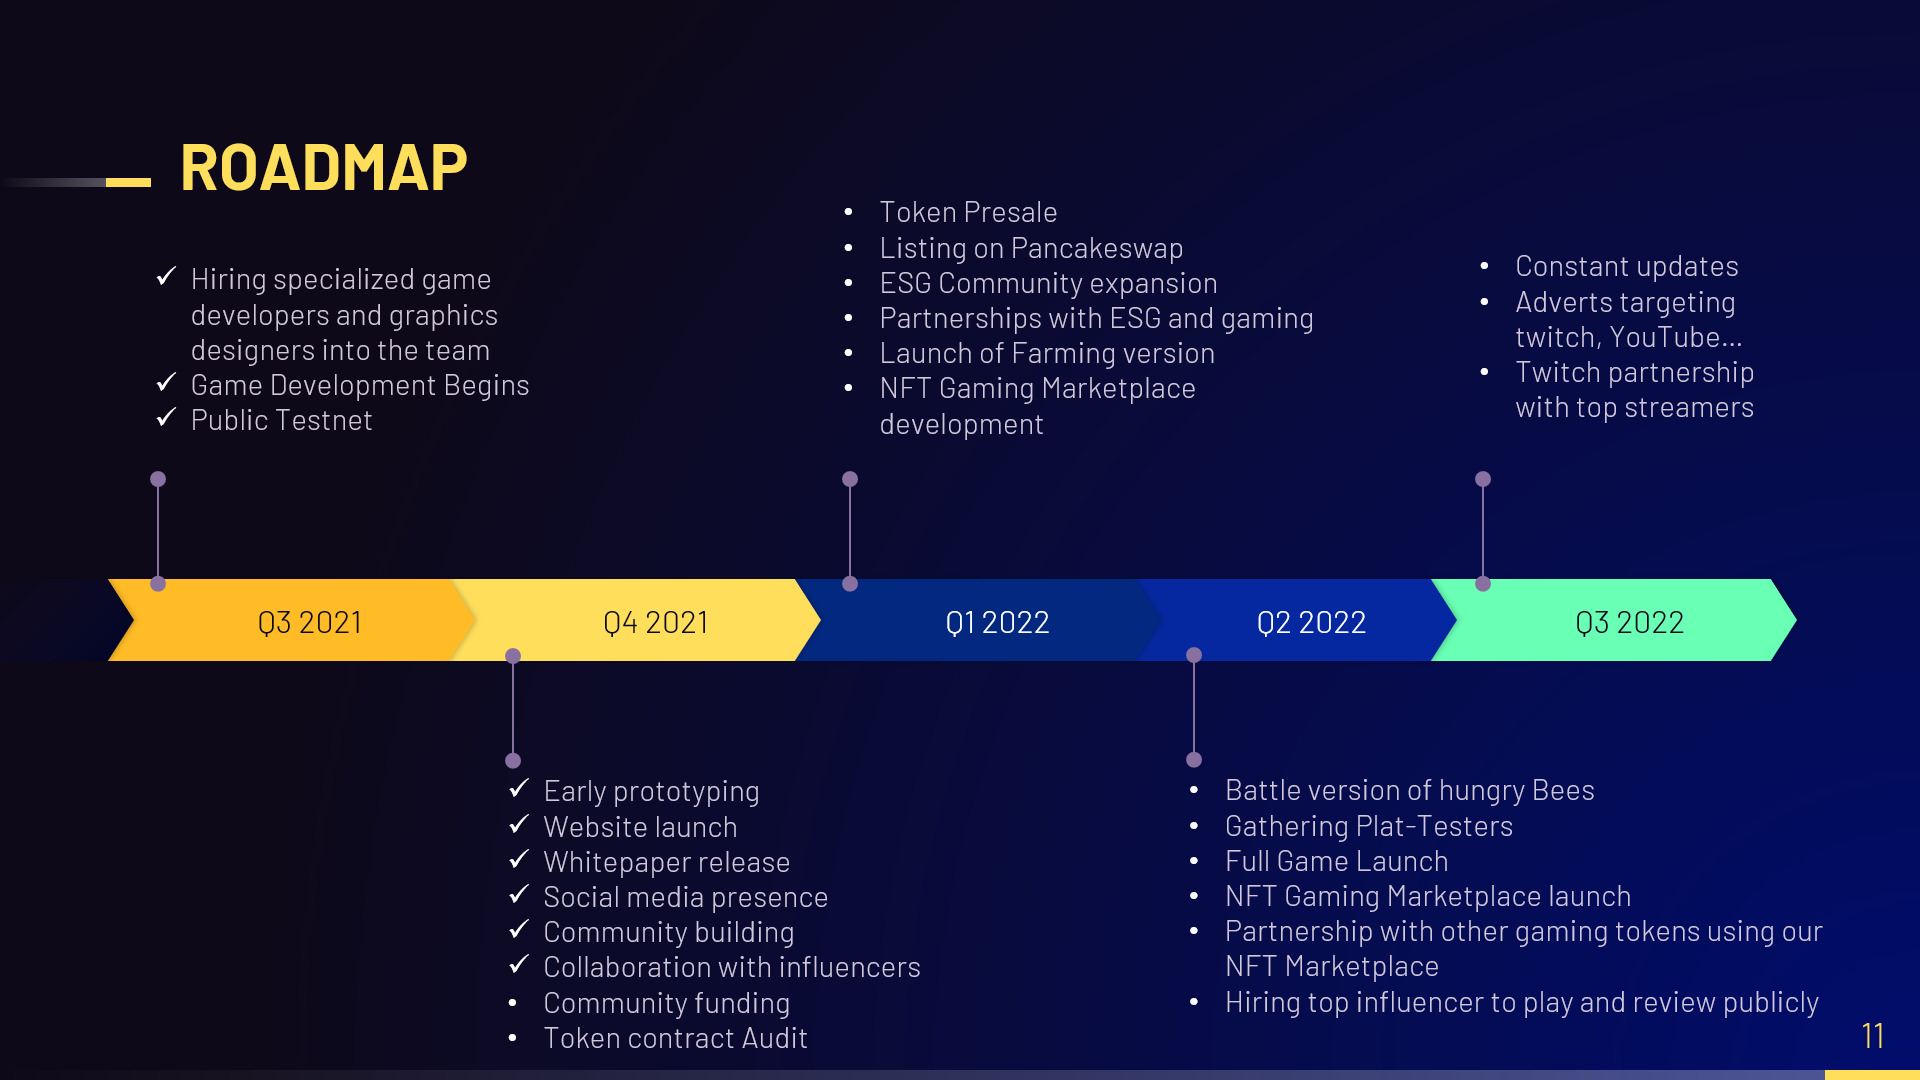 ROADMAP
✓ Hiring specialized game
developers and graphics
designers into the team
✓ Game Development Begins
✓ Public Testnet
• Token Presale
• Listing on Pancakeswap
• ESG Community expansion
• Partnerships with ESG and gaming
• Launch of Farming version
• NFT Gaming Marketplace
development
• Constant updates
• Adverts targeting
twitch, YouTube...
• Twitch partnership
with top streamers
Q3 2021
Q4 2021
Q1 2022
Q2 2022
Q3 2022
✓ Early prototyping
✓ Website launch
✓ Whitepaper release
✓ Social media presence
✓ Community building
✓ Collaboration with influencers
• Community funding
• Token contract Audit
• Battle version of hungry Bees
• Gathering Plat-Testers
• Full Game Launch
• NFT Gaming Marketplace launch
• Partnership with other gaming tokens using our
NFT Marketplace
• Hiring top influencer to play and review publicly
11